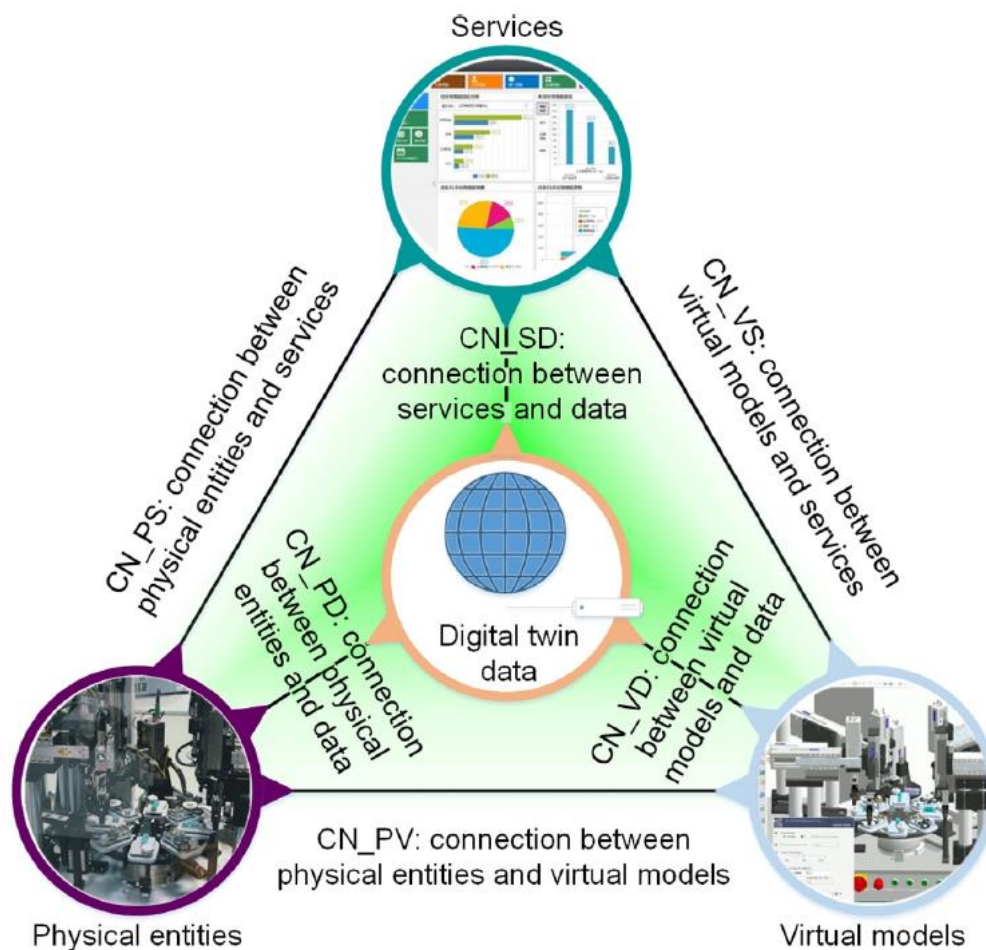 Services
CN_SD:
connection between
services and data
CN_PS: connection between
physical entities and services
CN_VS: connection between
virtual models and services
CN_PD: connection
between physical
entities and data
Digital twin
data
CN_VD: connection
between virtual
models and data
CN_PV: connection between
physical entities and virtual models
Physical entities
Virtual models